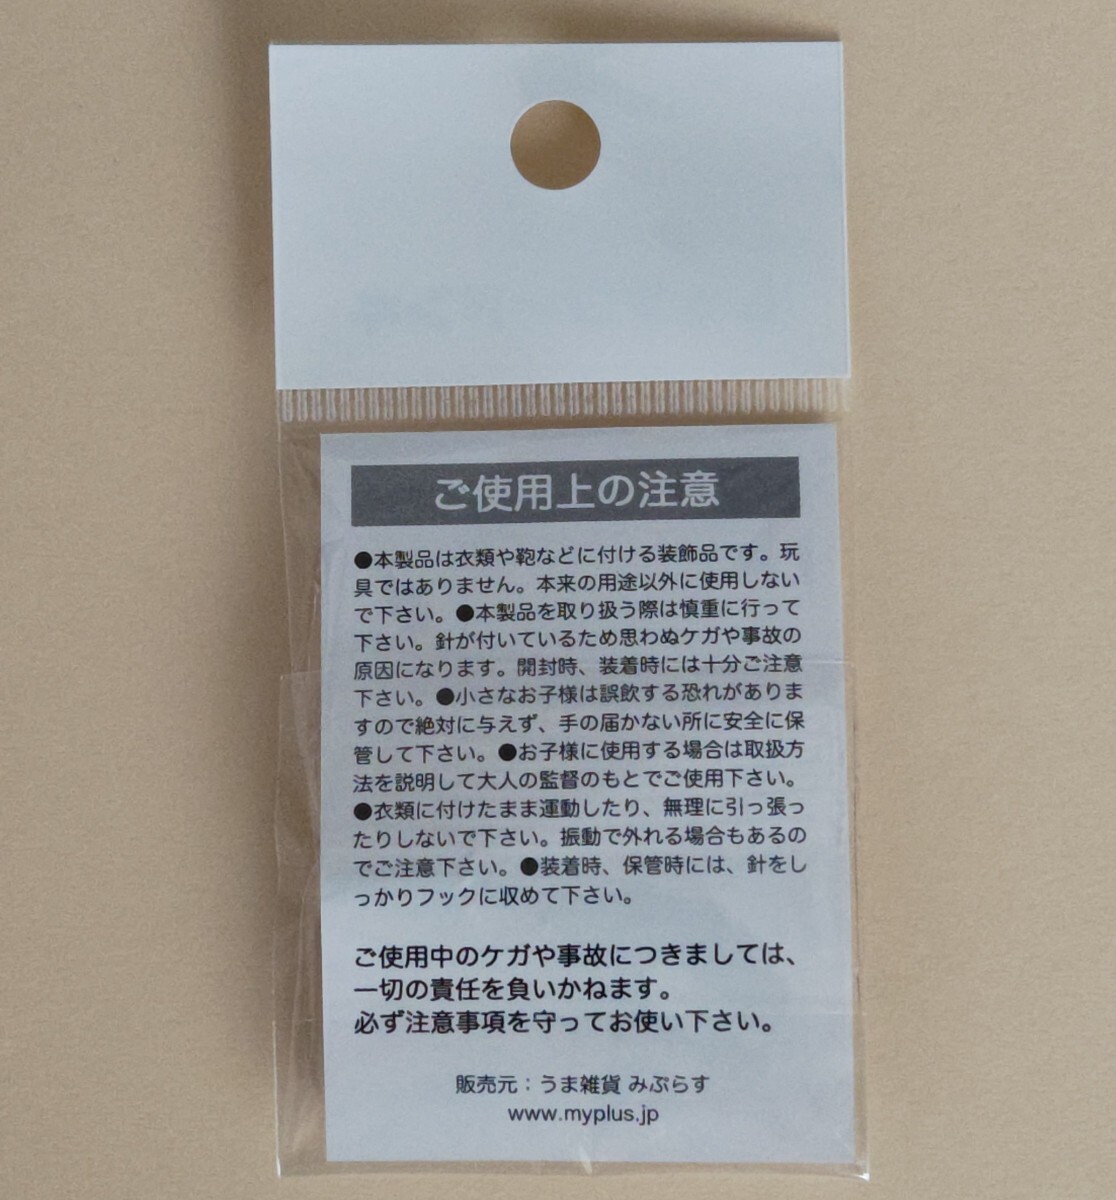 ご使用上の注意
●本製品は衣類や鞄などに付ける装飾品です。玩
具ではありません。本来の用途以外に使用しない
で下さい。●本製品を取り扱う際は慎重に行って
下さい。針が付いているため思わぬケガや事故の
原因になります。開封時、装着時には十分ご注意
下さい。●小さなお子様は誤飲する恐れがありま
すので絶対に与えず、手の届かない所に安全に保
管して下さい。●お子様に使用する場合は取扱方
法を説明して大人の監督のもとでご使用下さい。
●衣類に付けたまま運動したり、無理に引っ張っ
たりしないで下さい。振動で外れる場合もあるの
でご注意下さい。●装着時、保管時には、針をし
っかりフックに収めて下さい。
ご使用中のケガや事故につきましては、
一切の責任を負いかねます。
必ず注意事項を守ってお使い下さい。
販売元：うま雑貨 みぷらす
www.myplus.jp